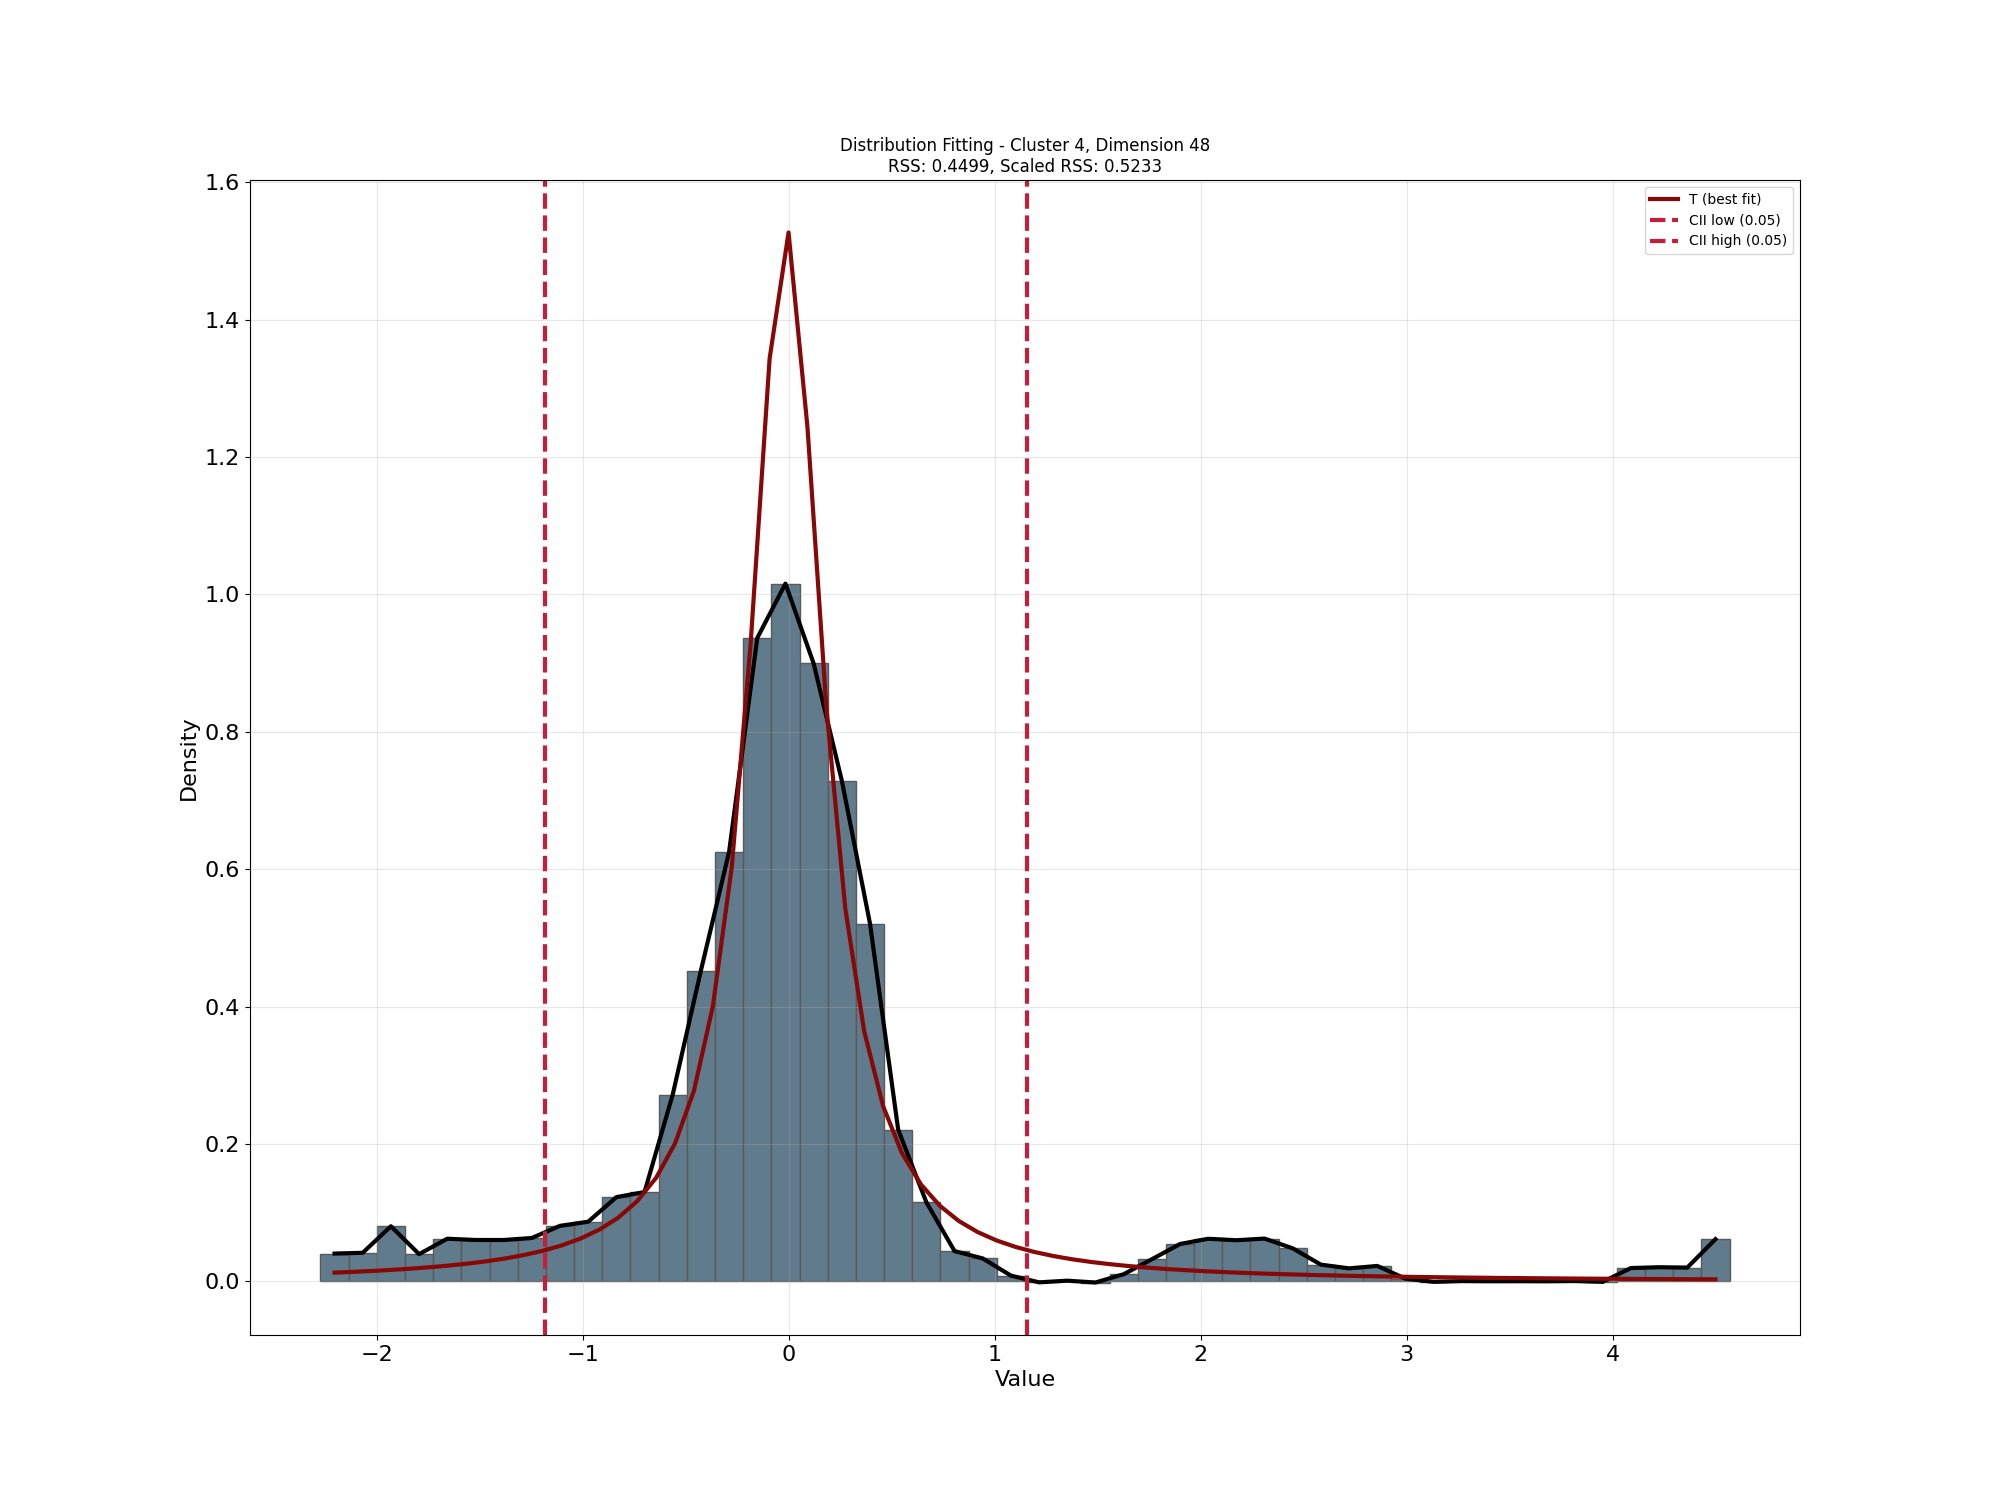 Distribution Fitting - Cluster 4, Dimension 48
RSS: 0.4499, Scaled RSS: 0.5233
T (best fit)
CII low (0.05)
CII high (0.05)
1.6
1.4
1.2
1.0
0.8
0.6
0.4
0.2
0.0
Density
−2
−1
0
1
2
3
4
Value